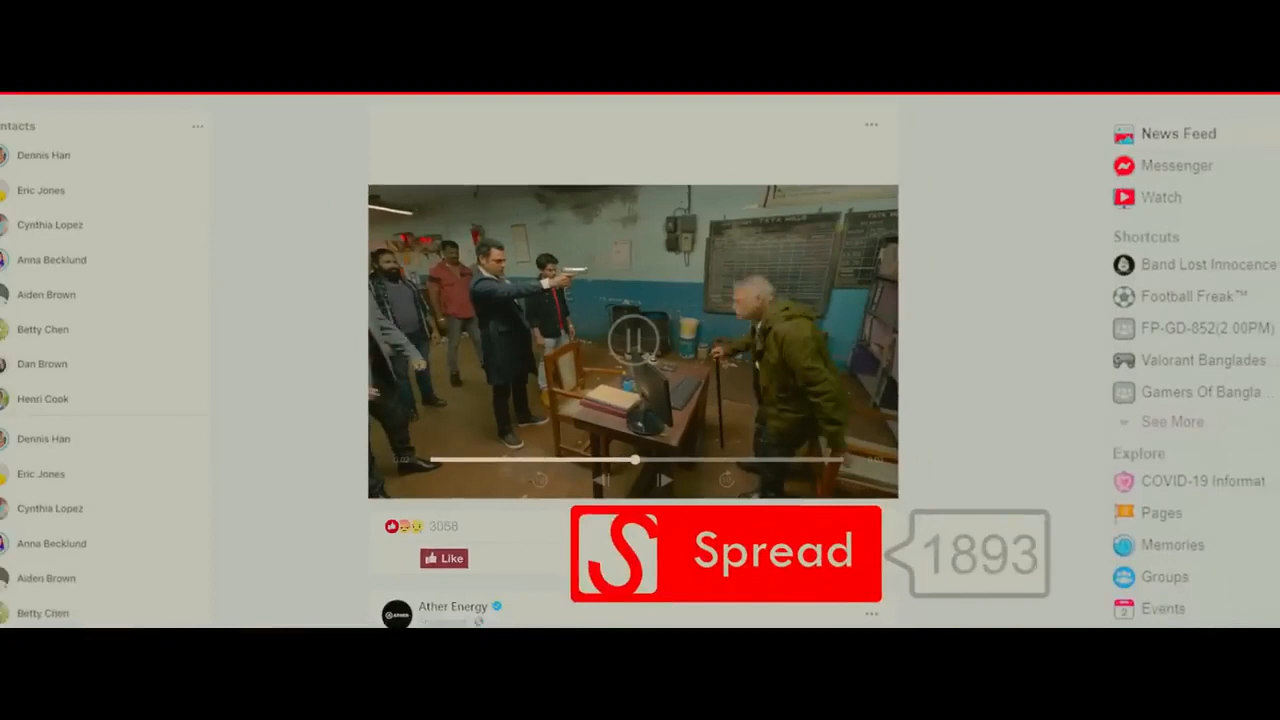 ntacts
Dennis Han
Eric Jones
Cynthia Lopez
Anna Becklund
Aiden Brown
Betty Chen
Dan Brown
Henri Cook
Dennis Han
Eric Jones
Cynthia Lopez
Anna Becklund
Aiden Brown
Betty Chen
TATA
3058
Like
S Spread
1893
Ather Energy
Sponsored
News Feed
Messenger
Watch
Shortcuts
Band Lost Innocence
Football Freak™
FP-GD-852(2 00PM)
Valorant Banglades
Gamers Of Bangla...
See More
Explore
COVID-19 Informat
Pages
Memories
Groups
2 Events